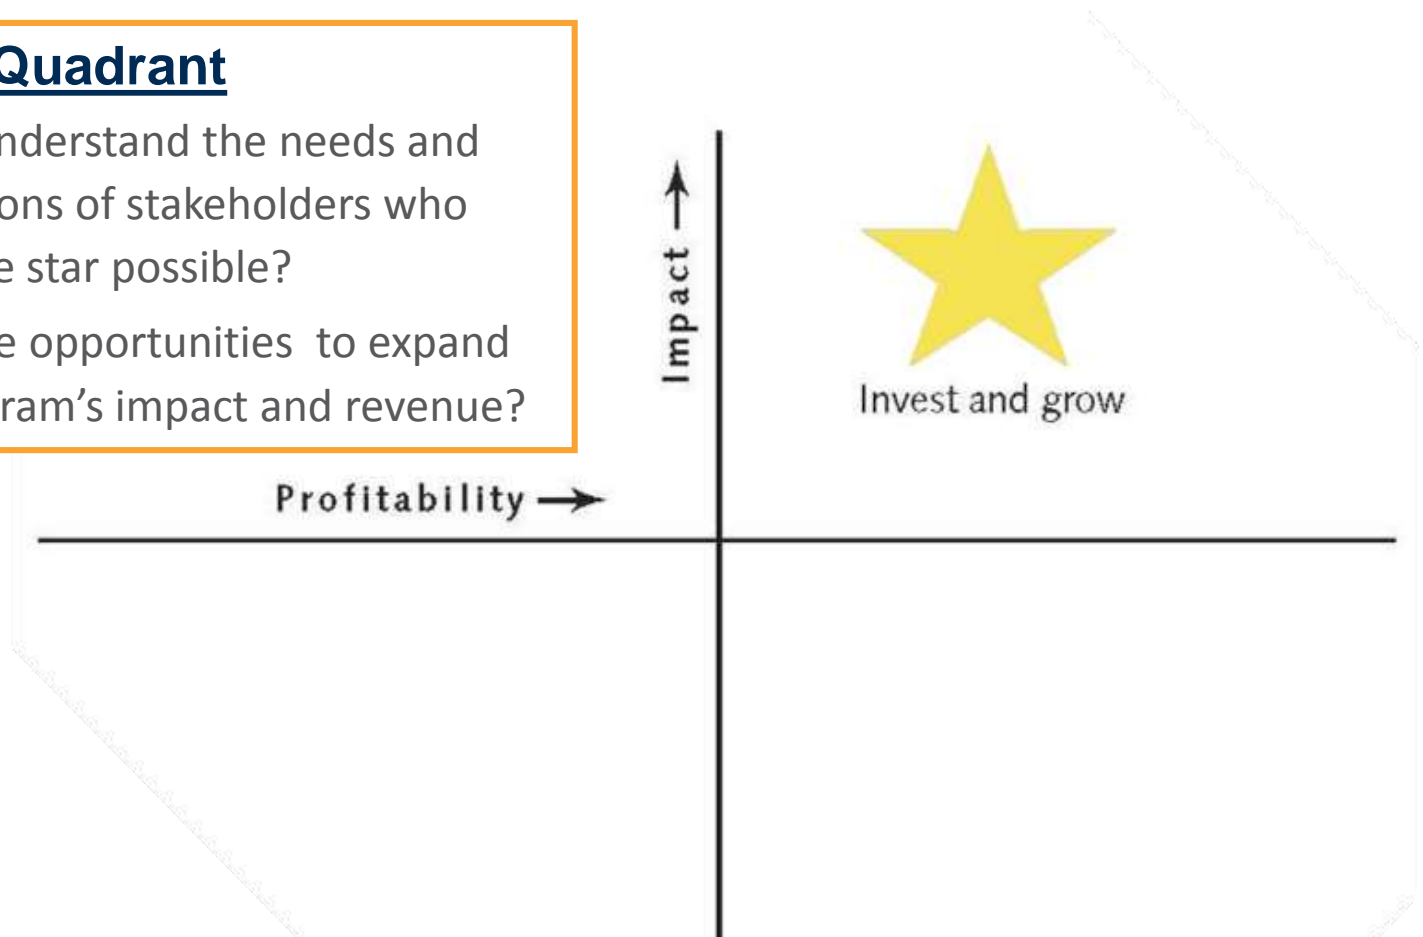 Quadrant
nderstand the needs and
ons of stakeholders who
e star possible?
e opportunities  to expand
ram’s impact and revenue?
Impact
Invest and grow
Profitability